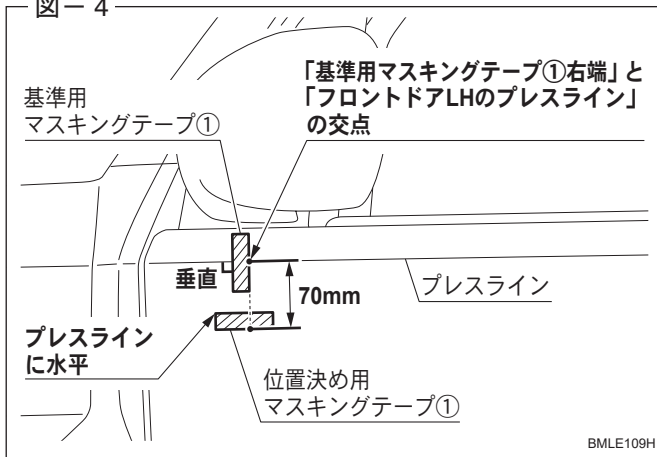 図－4
「基準用マスキングテープ①右端」と
「フロントドアLHのプレスライン」
の交点
基準用
マスキングテープ①
垂直
70mm
プレスライン
プレスライン
に水平
位置決め用
マスキングテープ①
BMLE109H